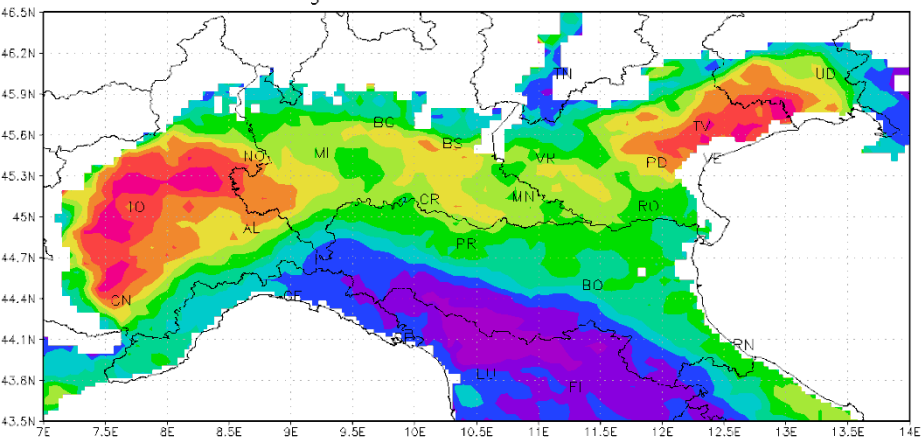 46.5N
46.2N
TN
UD
45.9N
BG
TV
45.6N
BS
NO
MI
VR
PD
VE
45.3N
CR
MN
RO
TO
45N
AL
PR
44.7N
BO
CN
GE
44.4N
44.1N
RN
LU
43.8N
FI
43.5N
7E 7.5E 8E 8.5E 9E 9.5E 10E 10.5E 11E 11.5E 12E 12.5E 13E 13.5E 14E